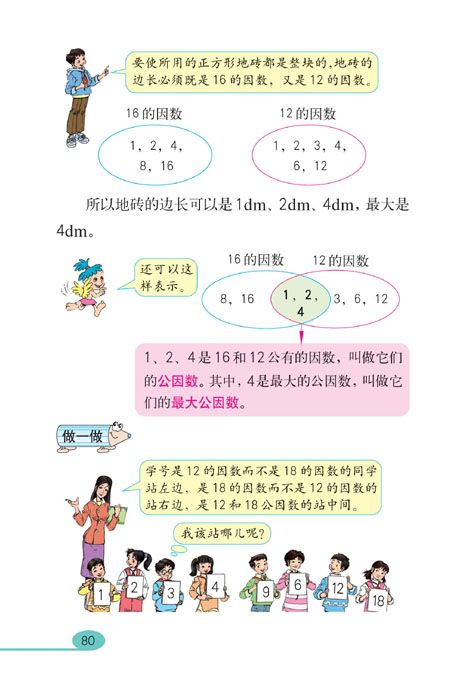 要使所用的正方形地砖都是整块的，地砖的
边长必须既是 16 的因数，又是 12 的因数。
16 的因数
12 的因数
1，2，4，
8，16
1，2，3，4，
6，12
所以地砖的边长可以是 1dm、2dm、4dm，最大是
4dm。
还可以这
样表示。
16 的因数
12 的因数
8，16
1，2，
4
3，6，12
1、2、4 是 16 和 12 公有的因数，叫做它们
的公因数。其中，4 是最大的公因数，叫做它
们的最大公因数。
做一做
学号是 12 的因数而不是 18 的因数的同学
站左边，是 18 的因数而不是 12 的因数的
站右边，是 12 和 18 公因数的站中间。
我该站哪儿呢？
1
2
3
4
9
6
12
18
80